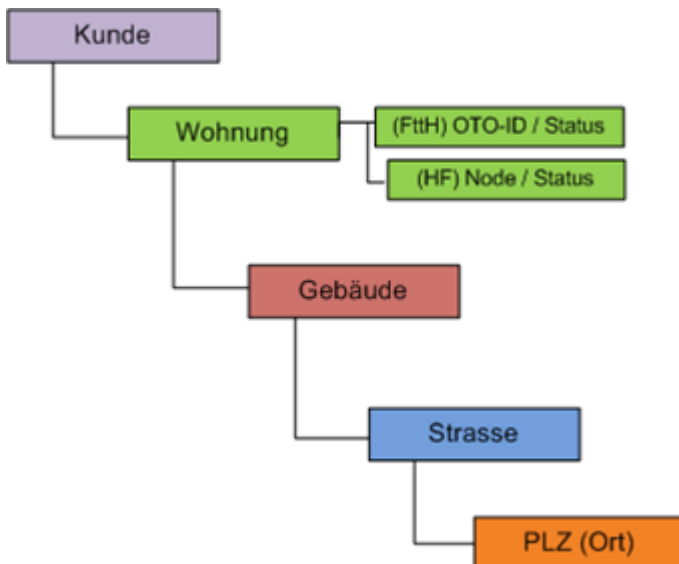 Kunde
Wohnung
(FttH) OTO-ID / Status
(HF) Node / Status
Gebäude
Strasse
PLZ (Ort)